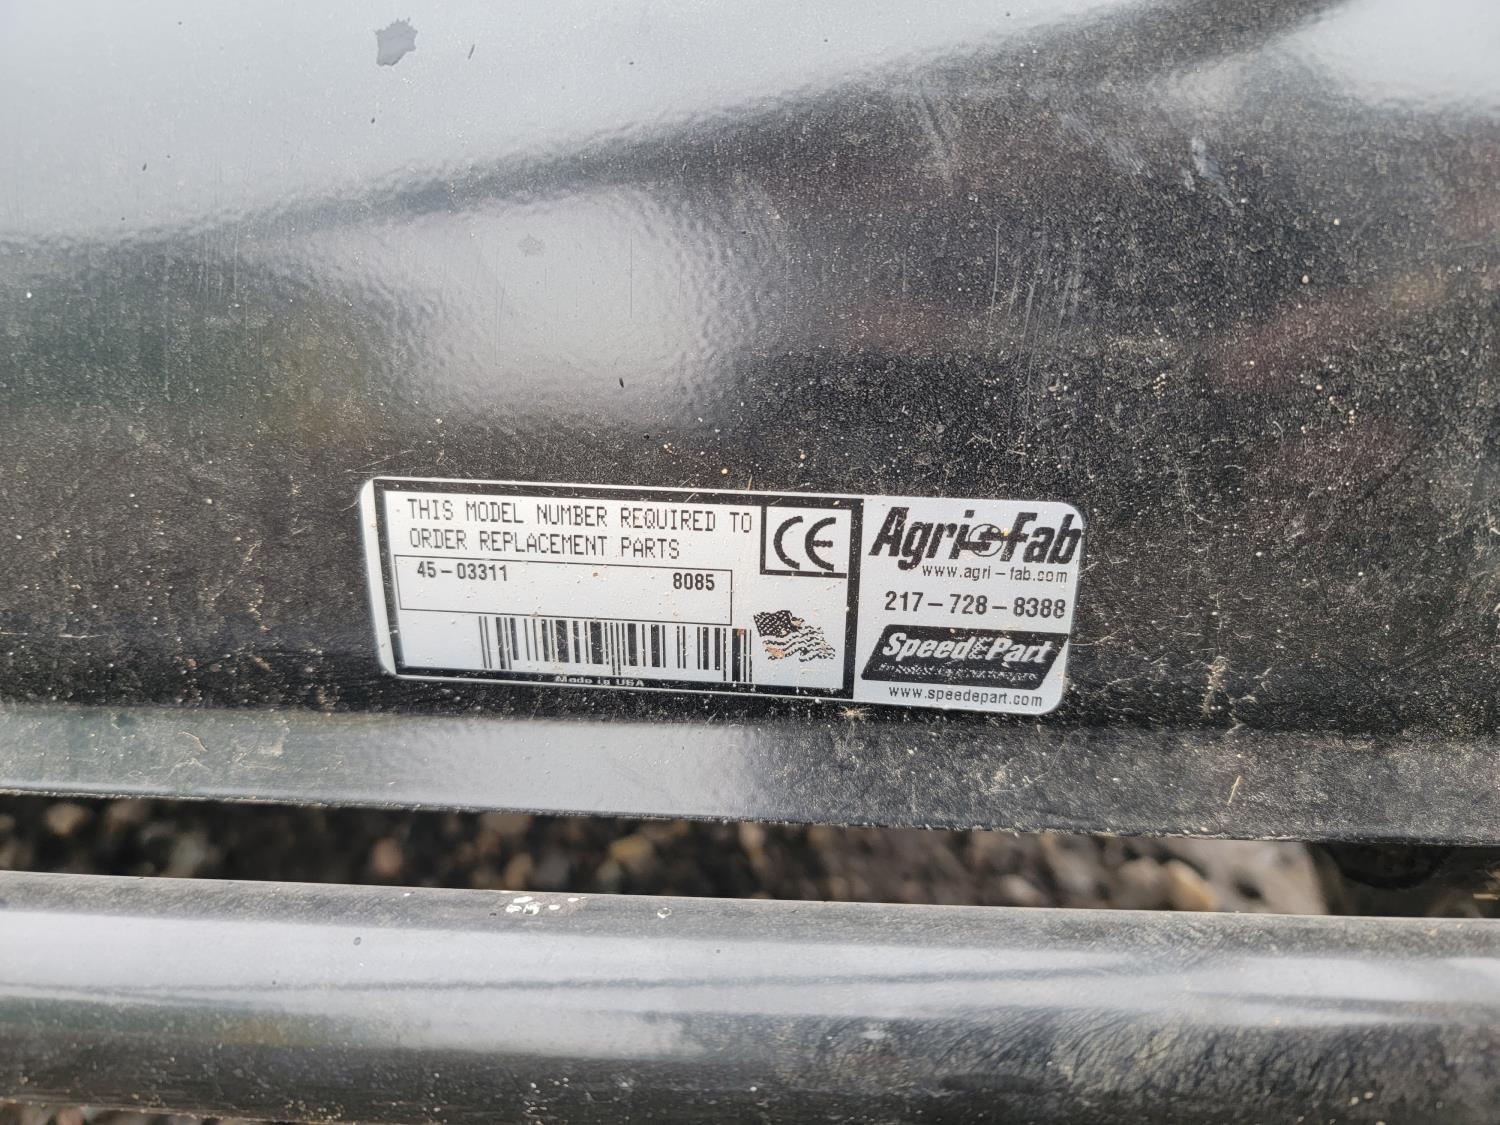 THIS MODEL NUMBER REQUIRED TO
ORDER REPLACEMENT PARTS
45-03311 8085
CE
Made in USA
Agri-Fab
www.agri-fab.com
217-728-8388
SpeedEPart
www.speedepart.com